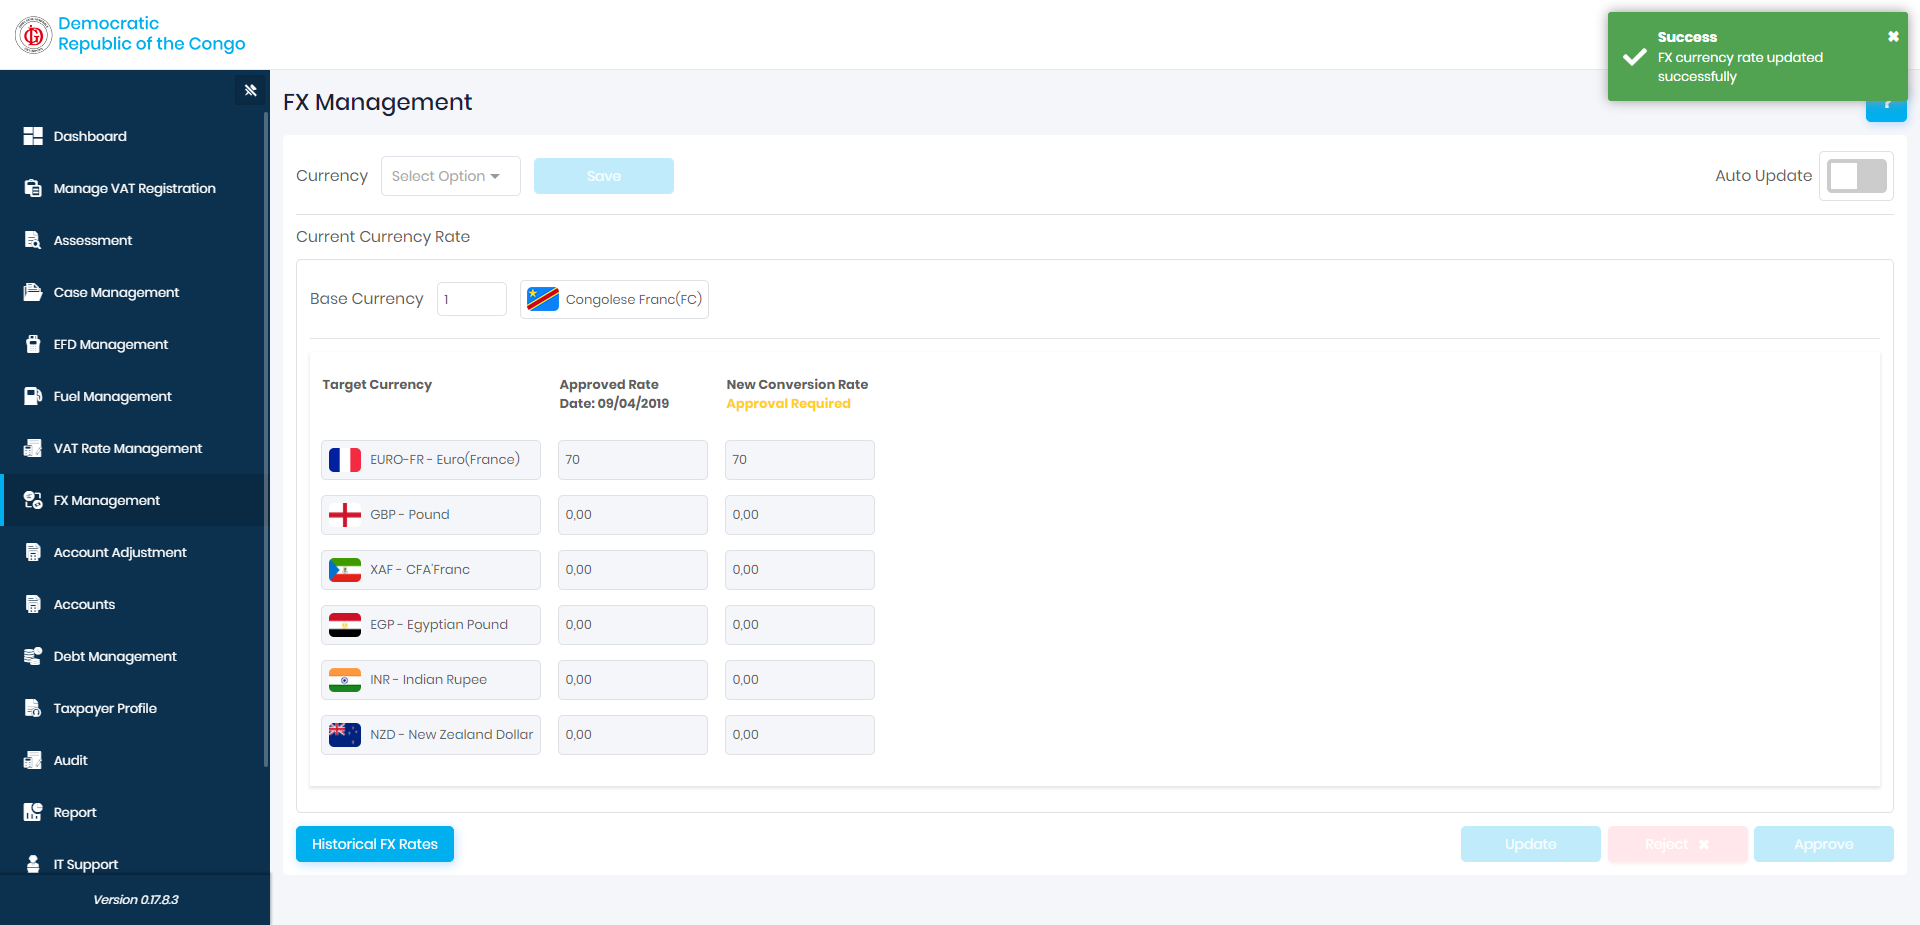 Democratic
Republic of the Congo
Success
FX currency rate updated
successfully
Dashboard
Manage VAT Registration
Assessment
Case Management
EFD Management
Fuel Management
VAT Rate Management
FX Management
Account Adjustment
Accounts
Debt Management
Taxpayer Profile
Audit
Report
IT Support
Version 0.17.8.3
FX Management
Currency
Select Option
Save
Auto Update
Current Currency Rate
Base Currency
1
Congolese Franc(FC)
Target Currency
Approved Rate
Date: 09/04/2019
New Conversion Rate
Approval Required
EURO-FR - Euro(France) 70 70
GBP - Pound 0,00 0,00
XAF - CFA'Franc 0,00 0,00
EGP - Egyptian Pound 0,00 0,00
INR - Indian Rupee 0,00 0,00
NZD - New Zealand Dollar 0,00 0,00
Historical FX Rates
Update
Reject
Approve